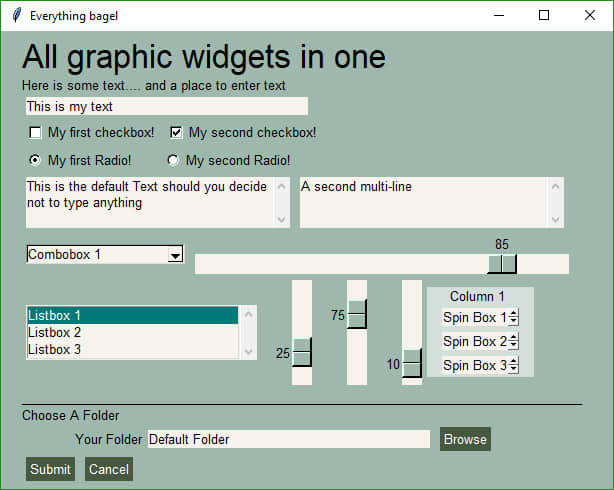 Everything bagel
All graphic widgets in one
Here is some text.... and a place to enter text
This is my text
My first checkbox! My second checkbox!
My first Radio! My second Radio!
This is the default Text should you decide
not to type anything
A second multi-line
Combobox 1
85
Listbox 1
Listbox 2
Listbox 3
25
75
10
Column 1
Spin Box 1
Spin Box 2
Spin Box 3
Choose A Folder
Your Folder Default Folder Browse
Submit Cancel